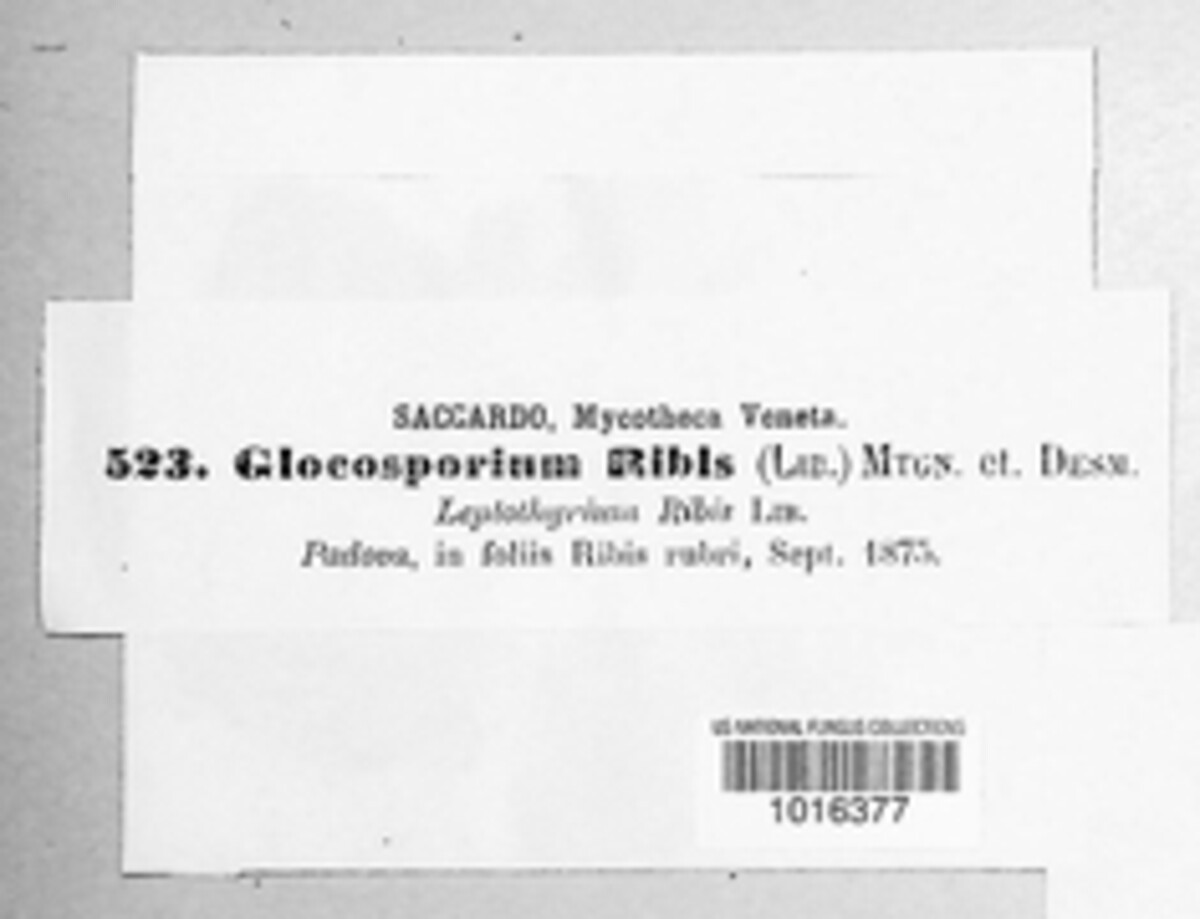 SACCARDO, Mycotheca Veneta.
523. Gloeosporium Ribis (LIB.) MTGN. et. DESM.
Leptothyrium Ribis LIB.
Padova, in foliis Ribis rubri, Sept. 1875.
US NATIONAL FUNGUS COLLECTIONS
1016377